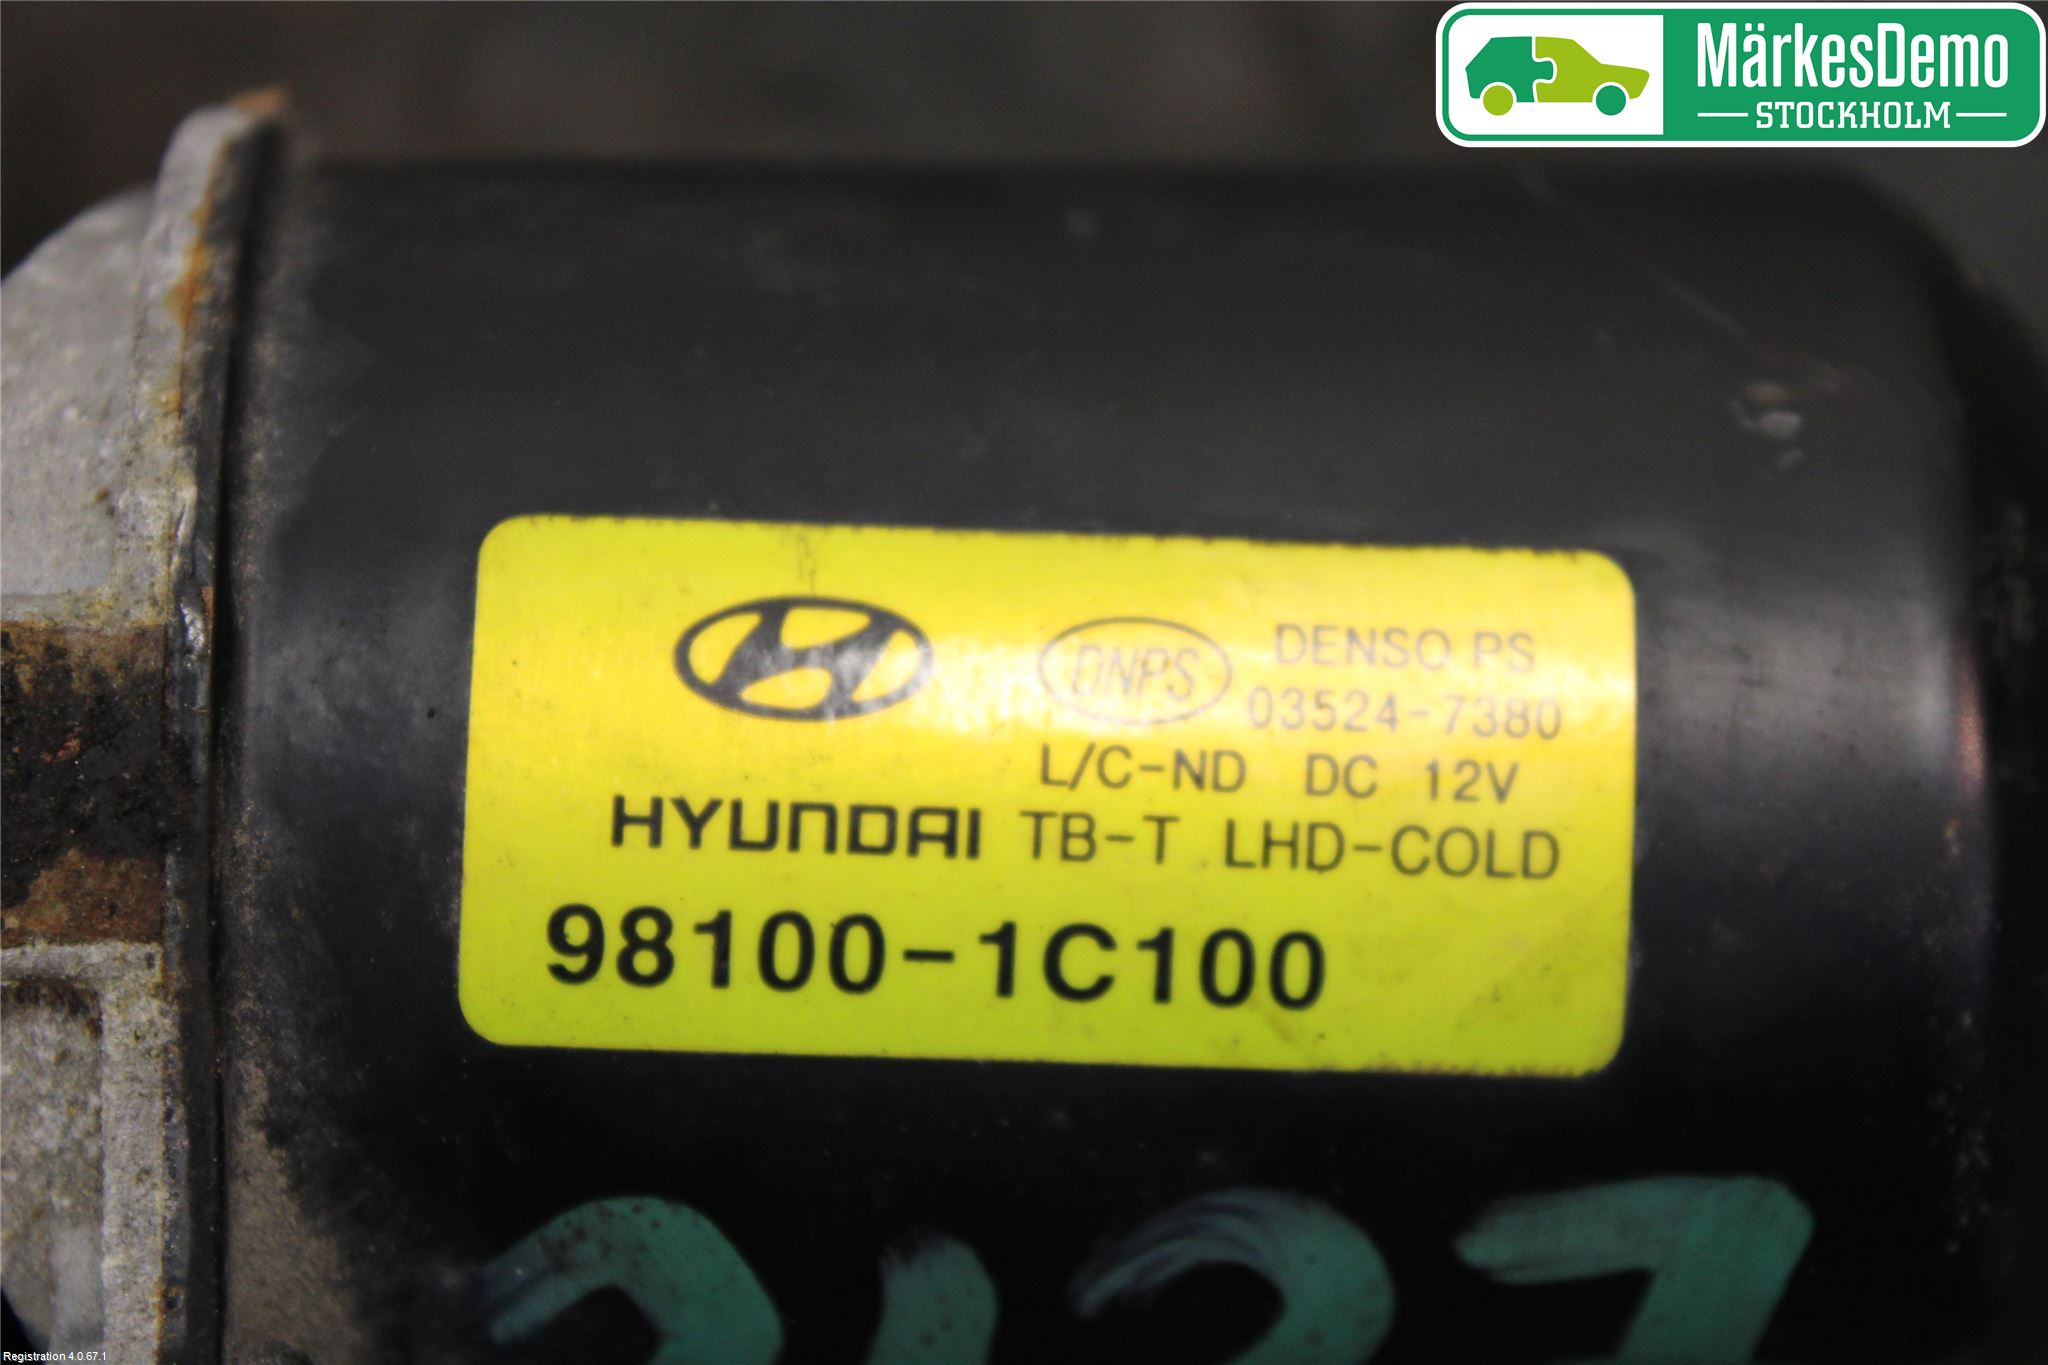 MärkesDemo
STOCKHOLM
DNPS
DENSO PS
03524-7380
L/C-ND DC 12V
HYUNDAI TB-T LHD-COLD
98100-1C100
Registration 4.0.67.1